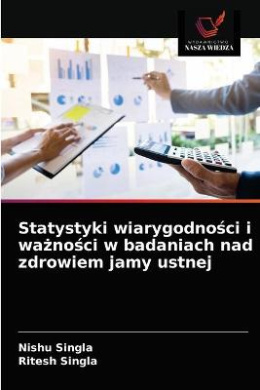 WYDAWNICTWO
NASZA WIEDZA
Statystyki wiarygodności i
ważności w badaniach nad
zdrowiem jamy ustnej
Nishu Singla
Ritesh Singla